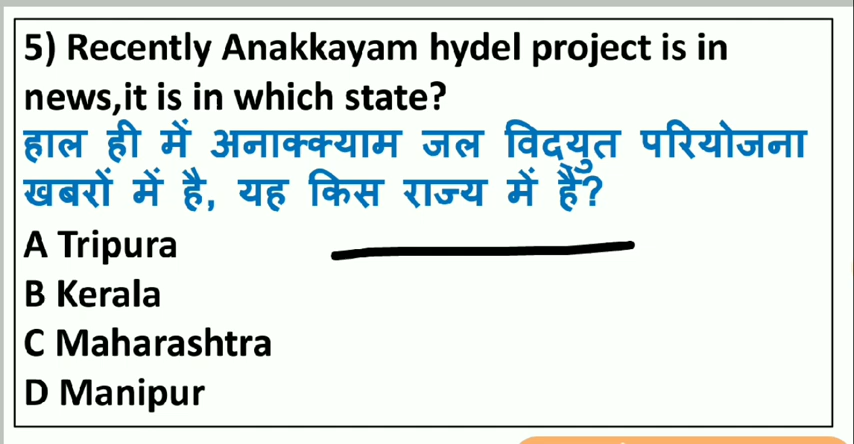 5) Recently Anakkayam hydel project is in
news,it is in which state?
हाल ही में अनाक्क्याम जल विद्युत परियोजना
खबरों में है, यह किस राज्य में हैं?
A Tripura
B Kerala
C Maharashtra
D Manipur